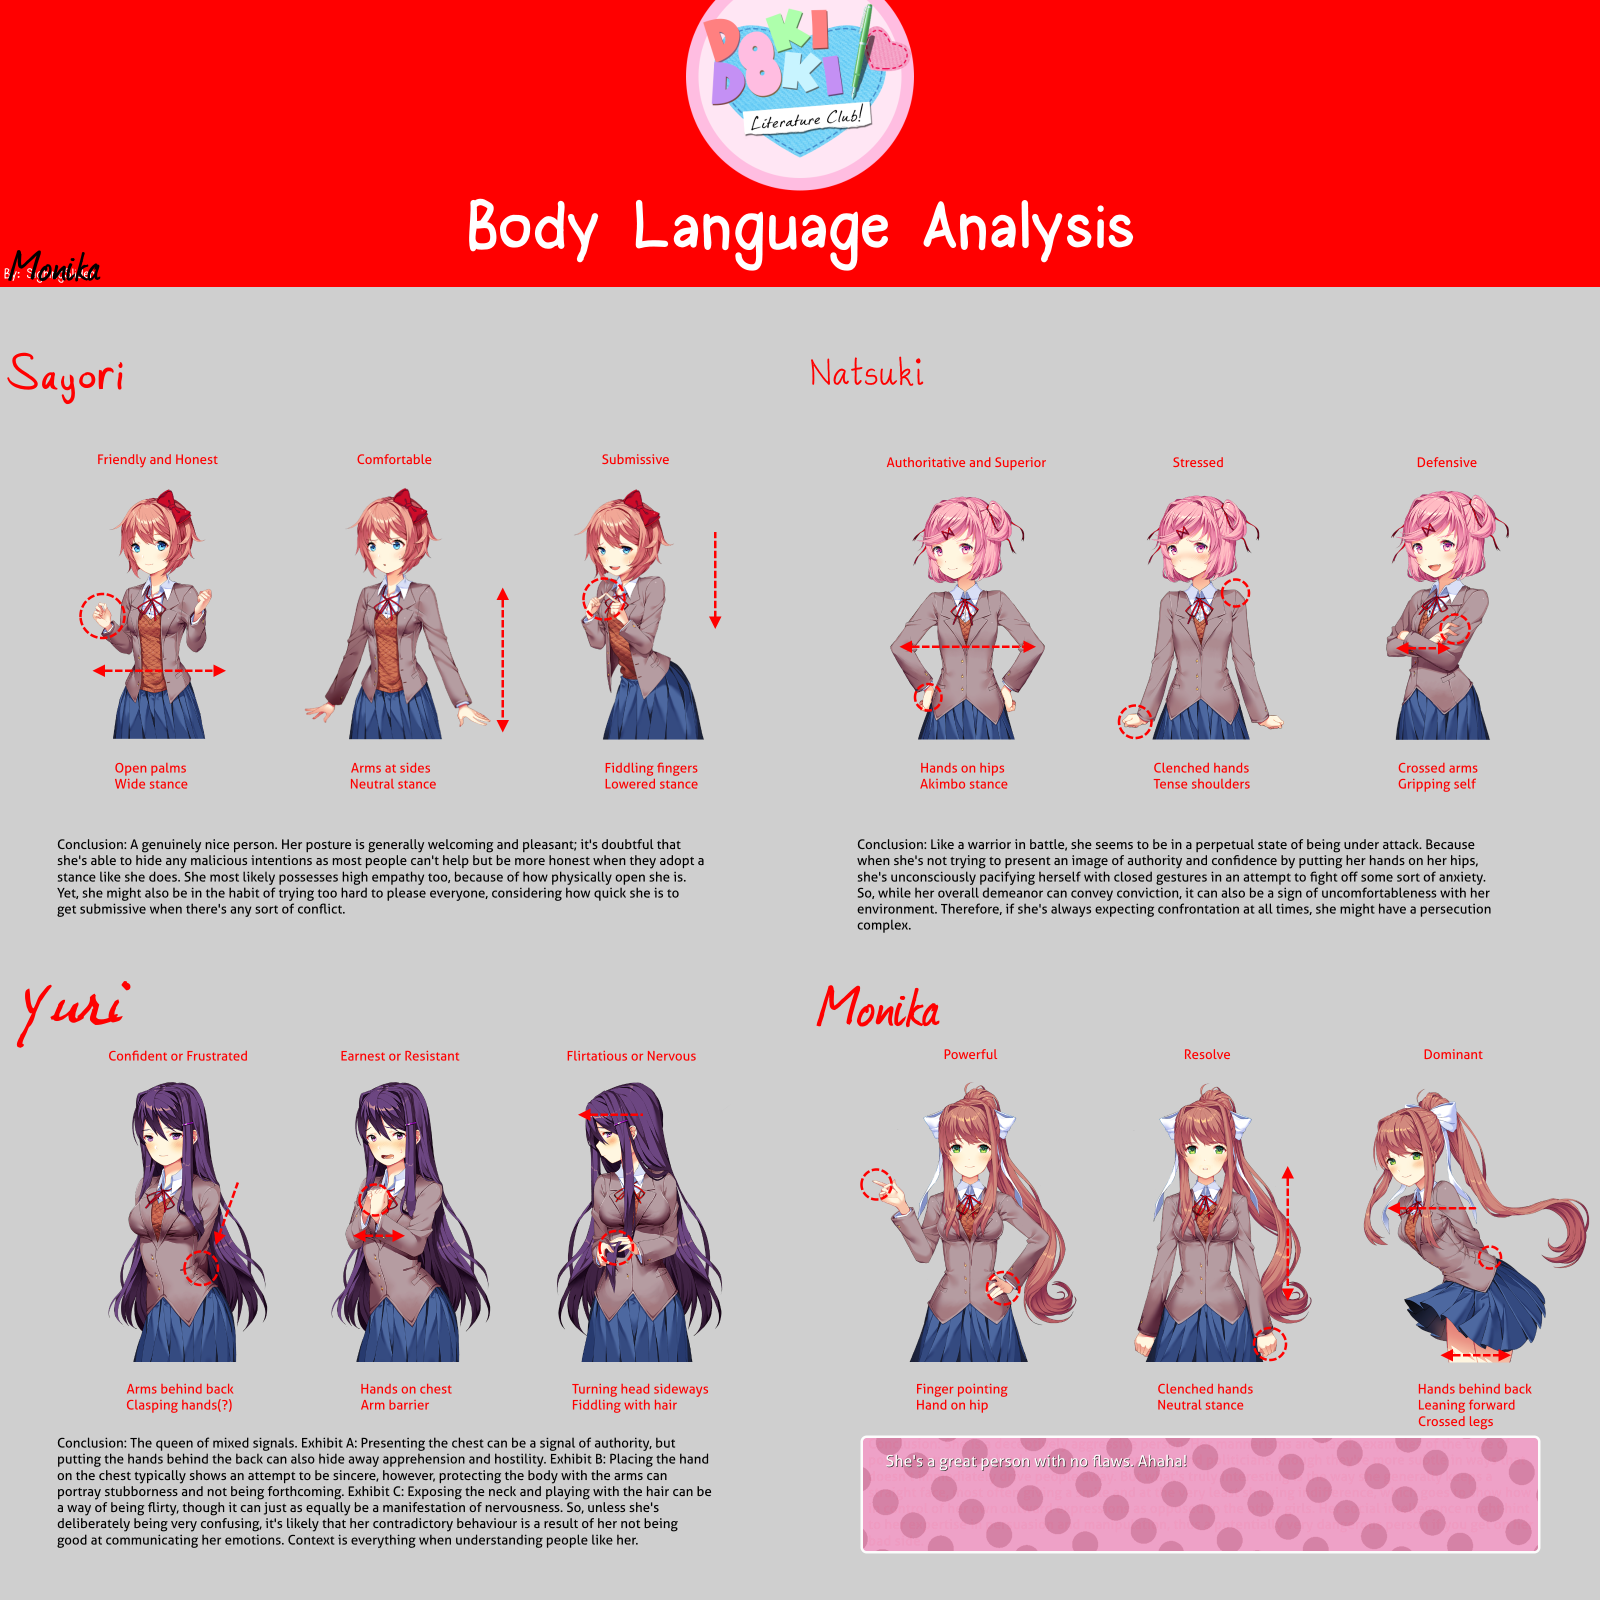 DOKI
DOKI
Literature Club!
Body Language Analysis
Monika
By:
Sayori
Friendly and Honest
Comfortable
Submissive
Open palms
Wide stance
Arms at sides
Neutral stance
Fiddling fingers
Lowered stance
Conclusion: A genuinely nice person. Her posture is generally welcoming and pleasant; it's doubtful that
she's able to hide any malicious intentions as most people can't help but be more honest when they adopt a
stance like she does. She most likely possesses high empathy too, because of how physically open she is.
Yet, she might also be in the habit of trying too hard to please everyone, considering how quick she is to
get submissive when there's any sort of conflict.
Natsuki
Authoritative and Superior
Stressed
Defensive
Hands on hips
Akimbo stance
Clenched hands
Tense shoulders
Crossed arms
Gripping self
Conclusion: Like a warrior in battle, she seems to be in a perpetual state of being under attack. Because
when she's not trying to present an image of authority and confidence by putting her hands on her hips,
she's unconsciously pacifying herself with closed gestures in an attempt to fight off some sort of anxiety.
So, while her overall demeanor can convey conviction, it can also be a sign of uncomfortableness with her
environment. Therefore, if she's always expecting confrontation at all times, she might have a persecution
complex.
Yuri
Confident or Frustrated
Earnest or Resistant
Flirtatious or Nervous
Arms behind back
Clasping hands(?)
Hands on chest
Arm barrier
Turning head sideways
Fiddling with hair
Conclusion: The queen of mixed signals. Exhibit A: Presenting the chest can be a signal of authority, but
putting the hands behind the back can also hide away apprehension and hostility. Exhibit B: Placing the hand
on the chest typically shows an attempt to be sincere, however, protecting the body with the arms can
portray stubborness and not being forthcoming. Exhibit C: Exposing the neck and playing with the hair can be
a way of being flirty, though it can just as equally be a manifestation of nervousness. So, unless she's
deliberately being very confusing, it's likely that her contradictory behaviour is a result of her not being
good at communicating her emotions. Context is everything when understanding people like her.
Monika
Powerful
Resolve
Dominant
Finger pointing
Hand on hip
Clenched hands
Neutral stance
Hands behind back
Leaning forward
Crossed legs
She's a great person with no flaws. Ahaha!